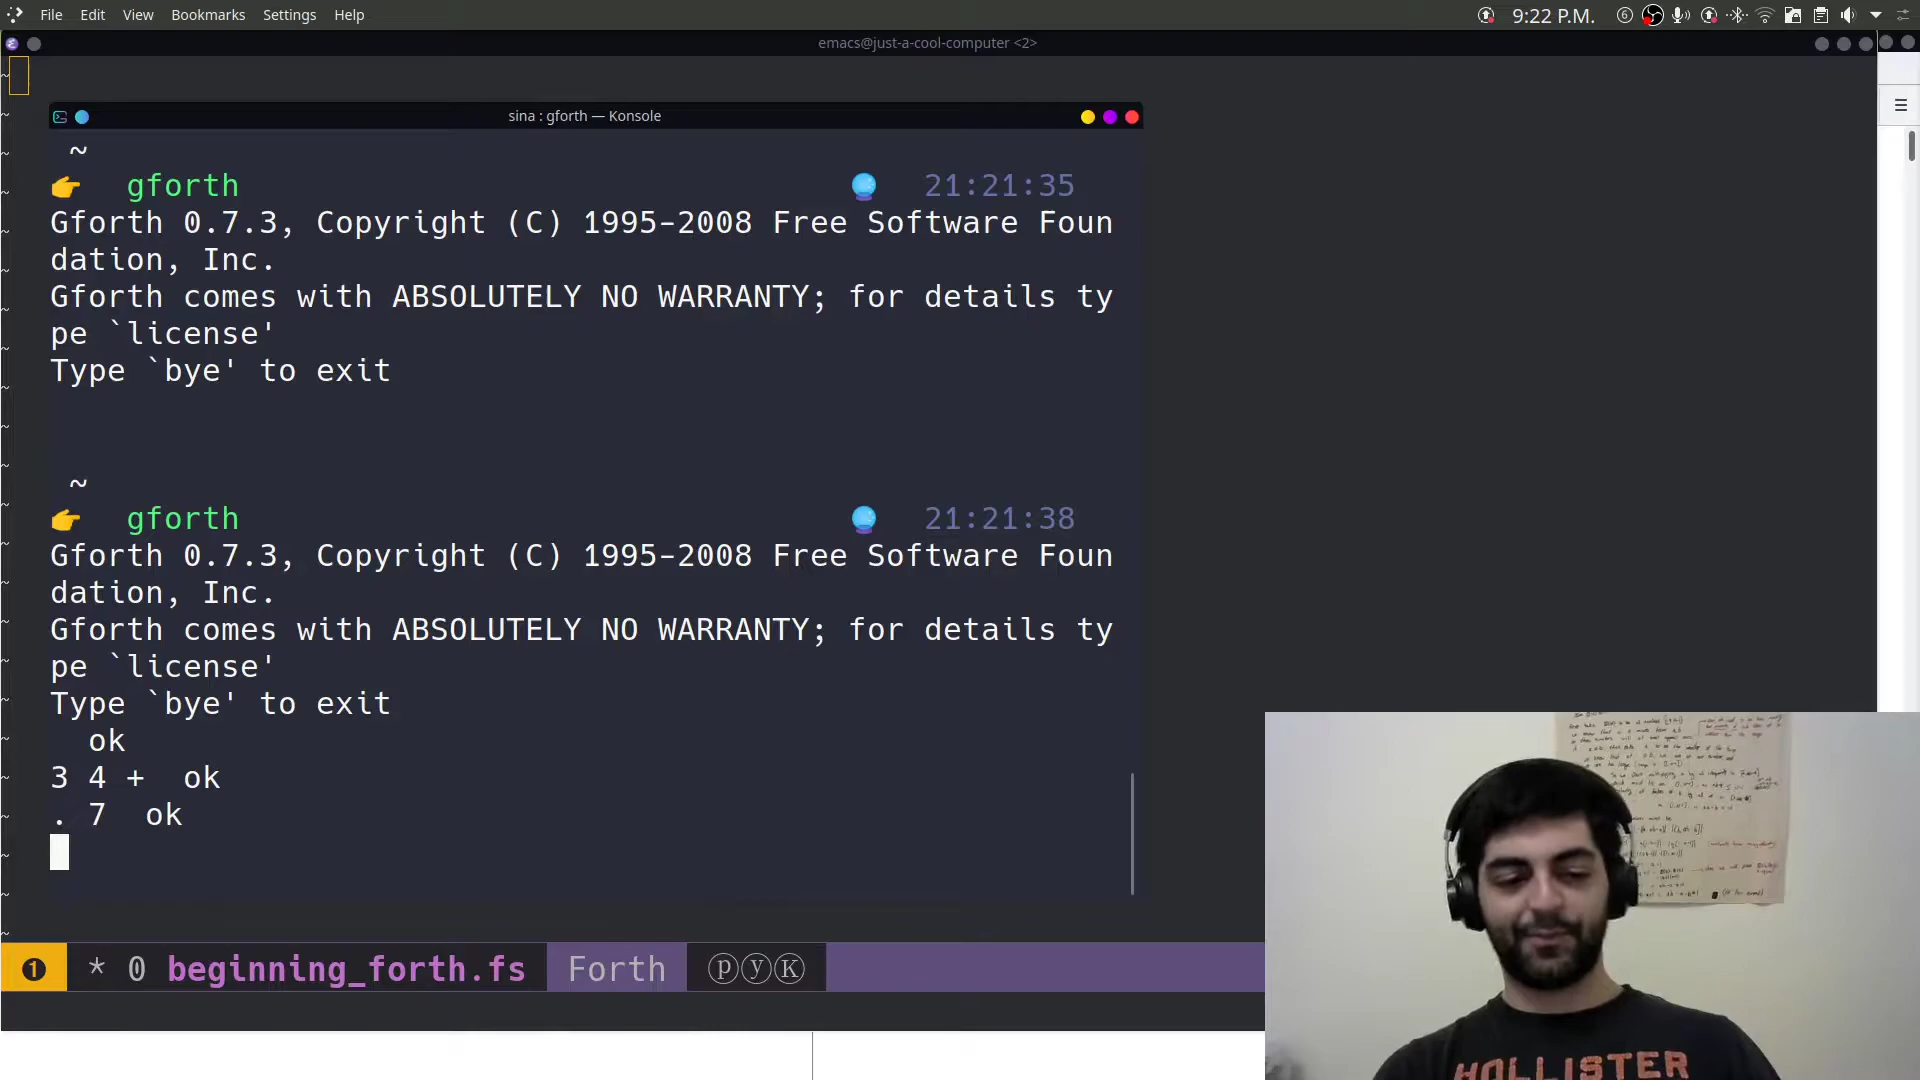 File Edit View Bookmarks Settings Help
9:22 P.M.
6
emacs@just-a-cool-computer <2>
sina : gforth — Konsole
~
gforth 21:21:35
Gforth 0.7.3, Copyright (C) 1995-2008 Free Software Foun
dation, Inc.
Gforth comes with ABSOLUTELY NO WARRANTY; for details ty
pe `license'
Type `bye' to exit
~
gforth 21:21:38
Gforth 0.7.3, Copyright (C) 1995-2008 Free Software Foun
dation, Inc.
Gforth comes with ABSOLUTELY NO WARRANTY; for details ty
pe `license'
Type `bye' to exit
ok
3 4 + ok
. 7 ok
❶ * 0 beginning_forth.fs Forth ⓟⓨⓀ
HOLLISTER